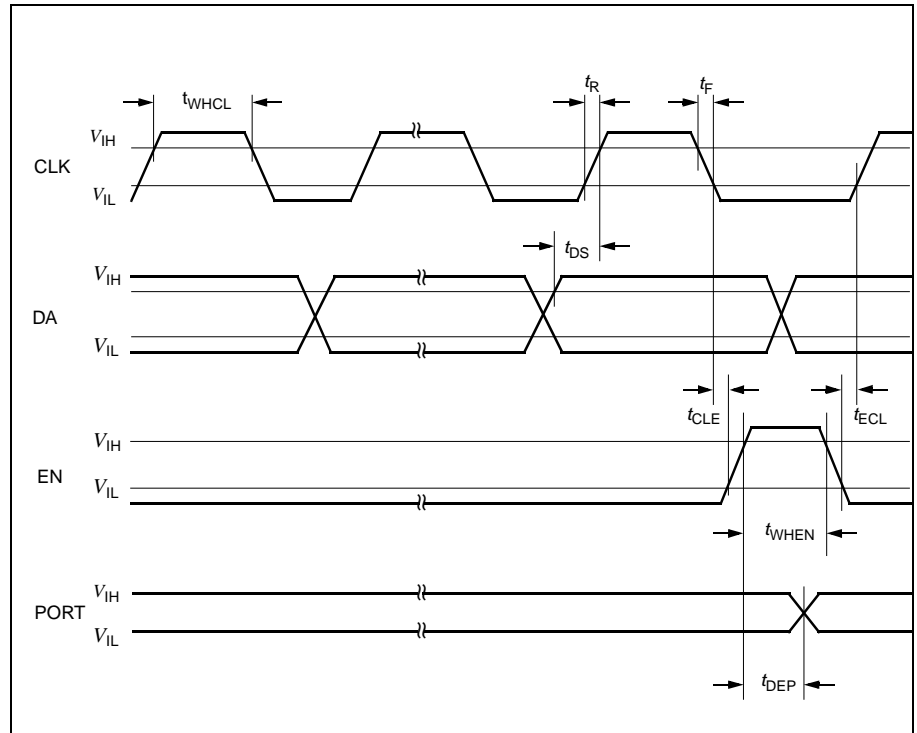 tWHCL
tR
tF
VIH
CLK
VIL
tDS
VIH
DA
VIL
tCLE
tECL
VIH
EN
VIL
tWHEN
VIH
PORT
VIL
tDEP